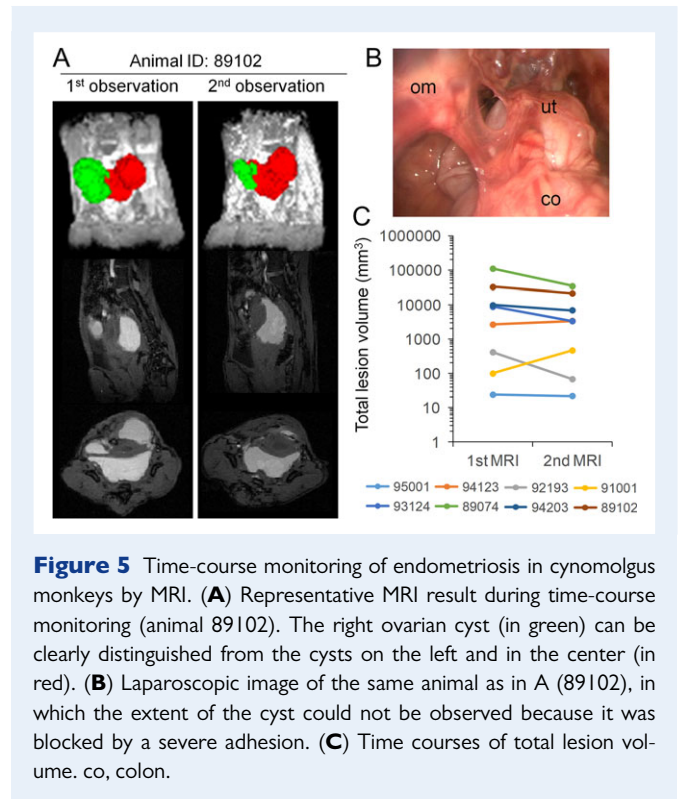 A
Animal ID: 89102
1st observation 2nd observation
B
om
ut
co
C
Total lesion volume (mm³)
1000000
100000
10000
1000
100
10
1
1st MRI 2nd MRI
95001 94123 92193 91001
93124 89074 94203 89102
Figure 5 Time-course monitoring of endometriosis in cynomolgus
monkeys by MRI. (A) Representative MRI result during time-course
monitoring (animal 89102). The right ovarian cyst (in green) can be
clearly distinguished from the cysts on the left and in the center (in
red). (B) Laparoscopic image of the same animal as in A (89102), in
which the extent of the cyst could not be observed because it was
blocked by a severe adhesion. (C) Time courses of total lesion vol-
ume. co, colon.